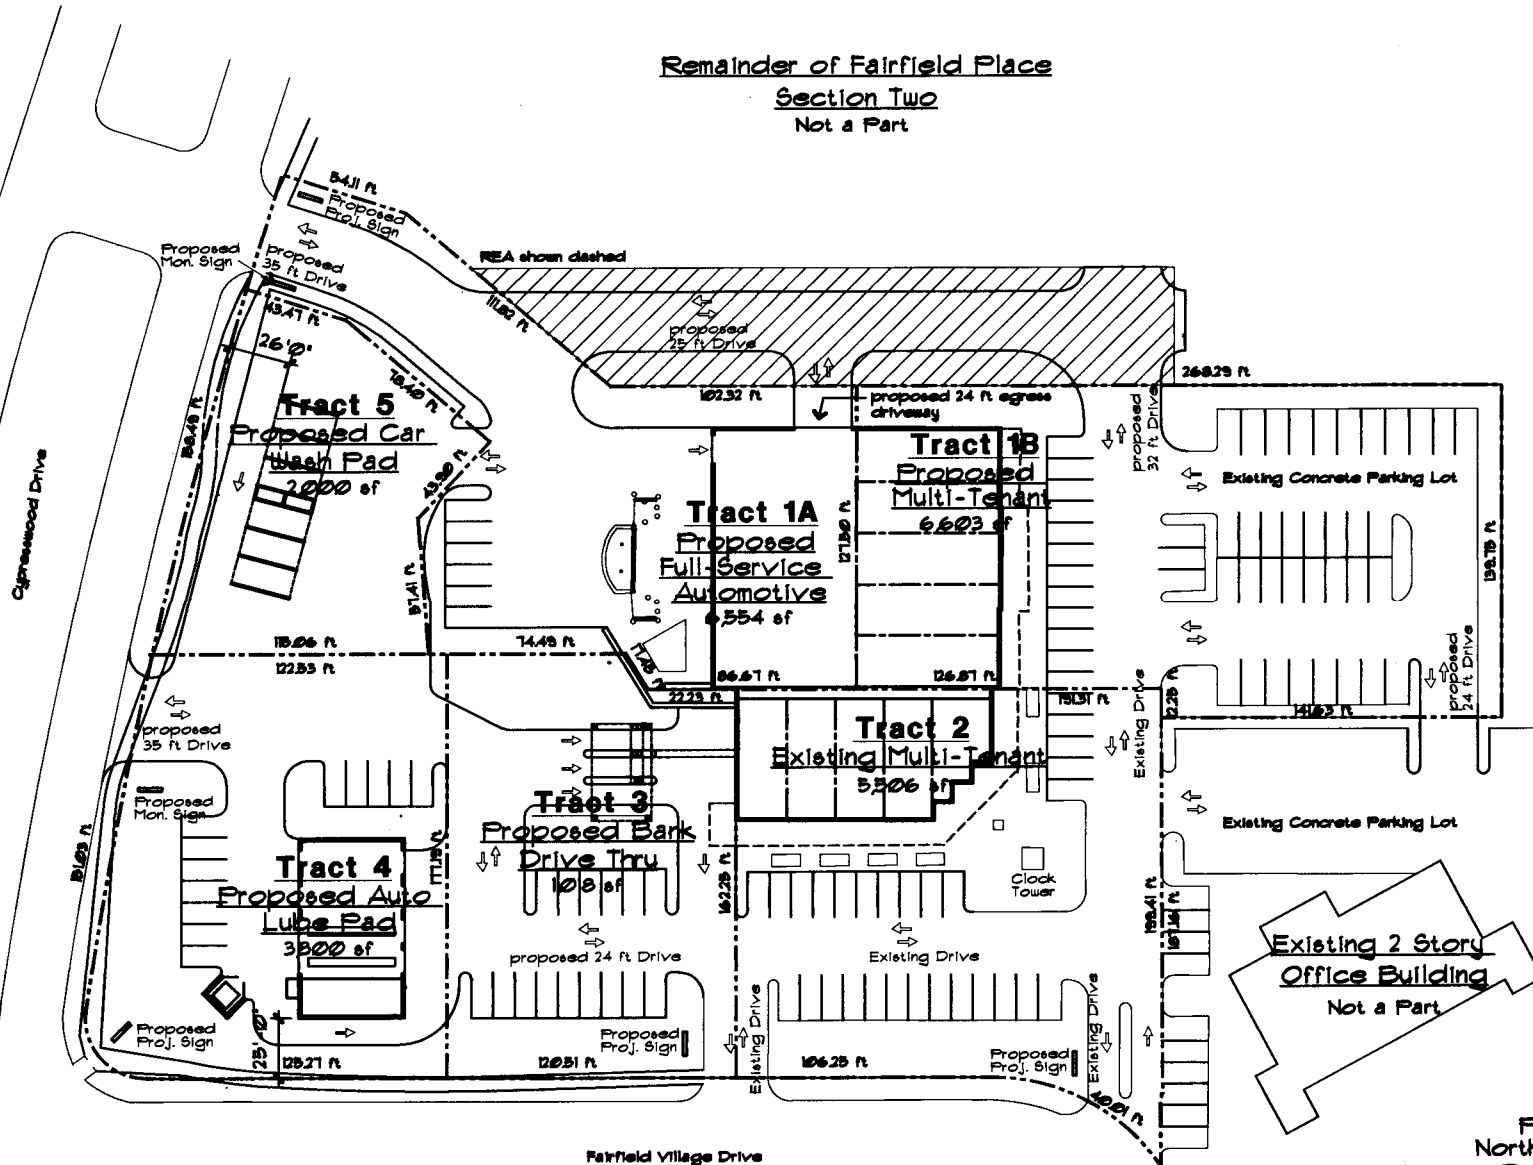 Remainder of Fairfield Place
Section Two
Not a Part
54.11 ft
Proposed
Proj. Sign
Proposed
Mon. Sign
proposed
35 ft Drive
REA shown dashed
43.47 ft
111.82 ft
26'0"
proposed
25 ft Drive
268.29 ft
102.32 ft
proposed 24 ft egress
driveway
proposed
32 ft Drive
Tract 5
Proposed Car
Wash Pad
2,000 sf
Tract 1B
Proposed
Multi-Tenant
6,603 sf
Existing Concrete Parking Lot
Cypresswood Drive
Tract 1A
Proposed
Full-Service
Automotive
6,554 sf
127.50 ft
57.41 ft
74.49 ft
122.53 ft
17.45 ft
86.67 ft
126.87 ft
22.23 ft
151.31 ft
Existing Drive
proposed
24 ft Drive
proposed
35 ft Drive
Tract 2
Existing Multi-Tenant
5,506 sf
Proposed
Mon. Sign
Tract 3
Proposed Bank
Drive Thru
108 sf
Existing Concrete Parking Lot
Tract 4
Proposed Auto
Lube Pad
3,800 sf
162.25 ft
Clock
Tower
proposed 24 ft Drive
Existing Drive
Existing 2 Story
Office Building
Not a Part
Proposed
Proj. Sign
25'-0"
125.27 ft
120.51 ft
Proposed
Proj. Sign
Existing Drive
106.25 ft
Proposed
Proj. Sign
Existing Drive
40.01 ft
North
Fairfield Village Drive